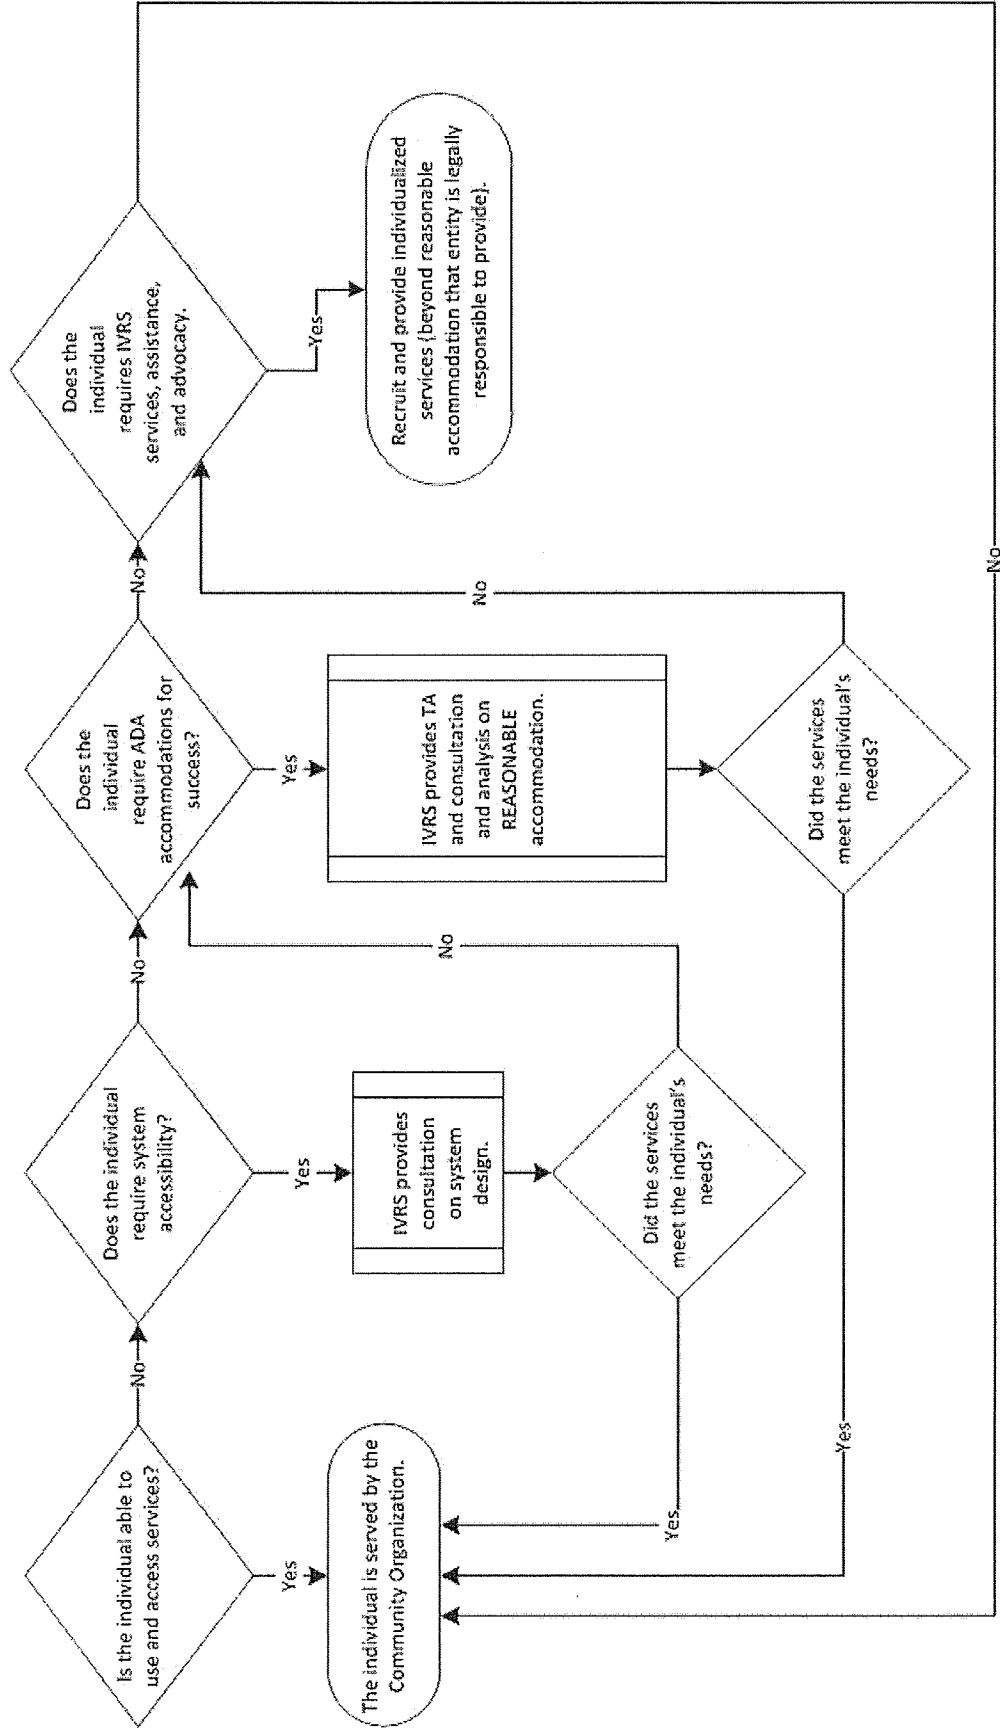 Is the individual able to
use and access services?
No
Does the individual
require system
accessibility?
No
Does the
individual
require ADA
accommodations for
success?
No
Does the
individual
requires IVRS
services, assistance,
and advocacy.
Yes
Yes
Yes
Yes
The individual is served by the
Community Organization.
IVRS provides
consultation
on system
design.
IVRS provides TA
and consultation
and analysis on
REASONABLE
accommodation.
Recruit and provide individualized
services (beyond reasonable
accommodation that entity is legally
responsible to provide).
No
No
Did the services
meet the individual's
needs?
Yes
Did the services
meet the individual's
needs?
Yes
No